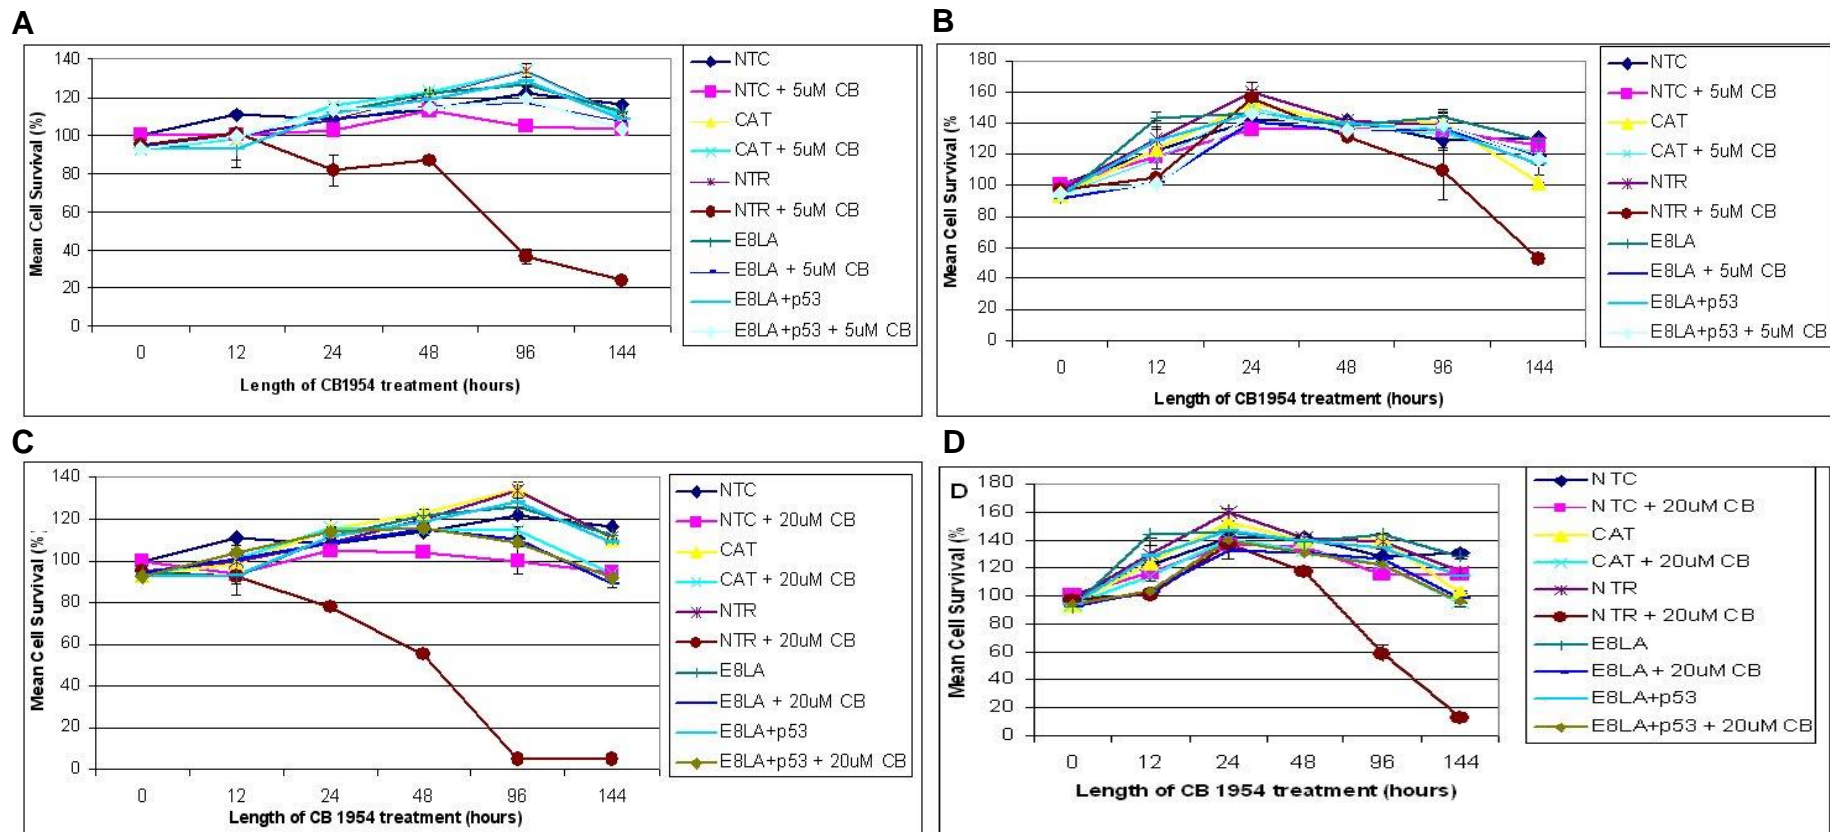 A
Mean Cell Survival (%)
140
120
100
80
60
40
20
0
0 12 24 48 96 144
Length of CB1954 treatment (hours)
NTC
NTC + 5uM CB
CAT
CAT + 5uM CB
NTR
NTR + 5uM CB
E8LA
E8LA + 5uM CB
E8LA+p53
E8LA+p53 + 5uM CB
B
Mean Cell Survival (%
180
160
140
120
100
80
60
40
20
0
0 12 24 48 96 144
Length of CB1954 treatment (hours)
NTC
NTC + 5uM CB
CAT
CAT + 5uM CB
NTR
NTR + 5uM CB
E8LA
E8LA + 5uM CB
E8LA+p53
E8LA+p53 + 5uM CB
C
Mean Cell Survival (%)
140
120
100
80
60
40
20
0
0 12 24 48 96 144
Length of CB 1954 treatment (hours)
NTC
NTC + 20uM CB
CAT
CAT + 20uM CB
NTR
NTR + 20uM CB
E8LA
E8LA + 20uM CB
E8LA+p53
E8LA+p53 + 20uM CB
D
D
Mean Cell Survival (%
180
160
140
120
100
80
60
40
20
0
0 12 24 48 96 144
Length of CB 1954 treatment (hours)
NTC
NTC + 20uM CB
CAT
CAT + 20uM CB
NTR
NTR + 20uM CB
E8LA
E8LA + 20uM CB
E8LA+p53
E8LA+p53 + 20uM CB